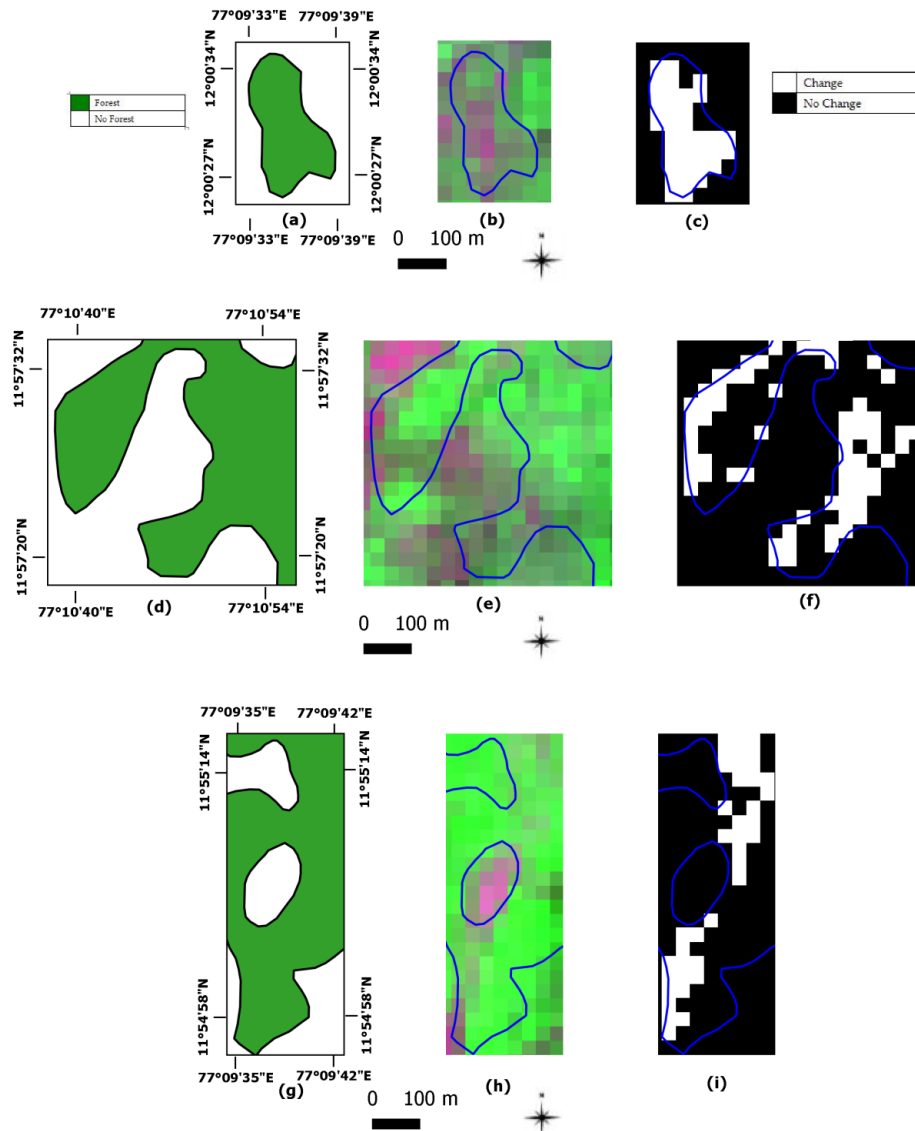 77°09'33"E 77°09'39"E
12°00'34"N 12°00'34"N
12°00'27"N 12°00'27"N
Forest
No Forest
Change
No Change
(a) (b) (c)
77°09'33"E 77°09'39"E
0 100 m
N
77°10'40"E 77°10'54"E
11°57'32"N 11°57'32"N
11°57'20"N 11°57'20"N
77°10'40"E 77°10'54"E
(d) (e) (f)
0 100 m
N
77°09'35"E 77°09'42"E
11°55'14"N 11°55'14"N
11°54'58"N 11°54'58"N
77°09'35"E 77°09'42"E
(g) (h) (i)
0 100 m
N